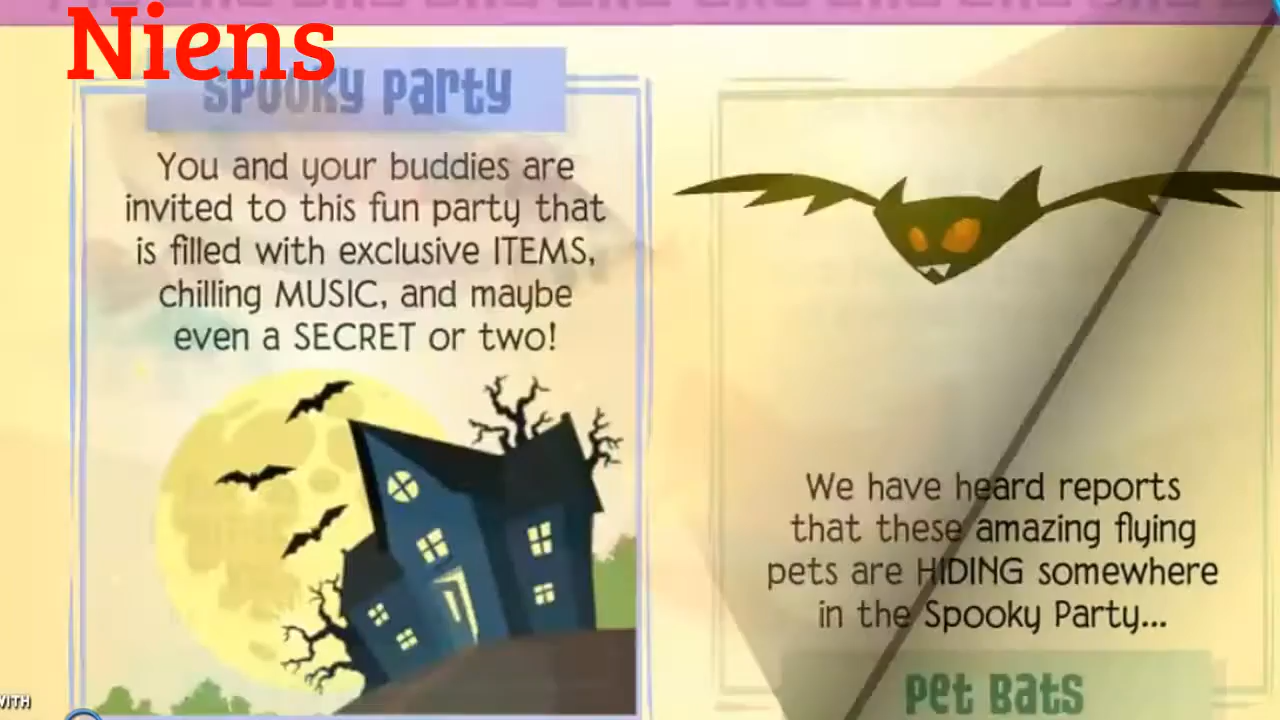 Niens
SPOOKY PARTY
You and your buddies are
invited to this fun party that
is filled with exclusive ITEMS,
chilling MUSIC, and maybe
even a SECRET or two!
We have heard reports
that these amazing flying
pets are HIDING somewhere
in the Spooky Party...
PET BATS
WITH